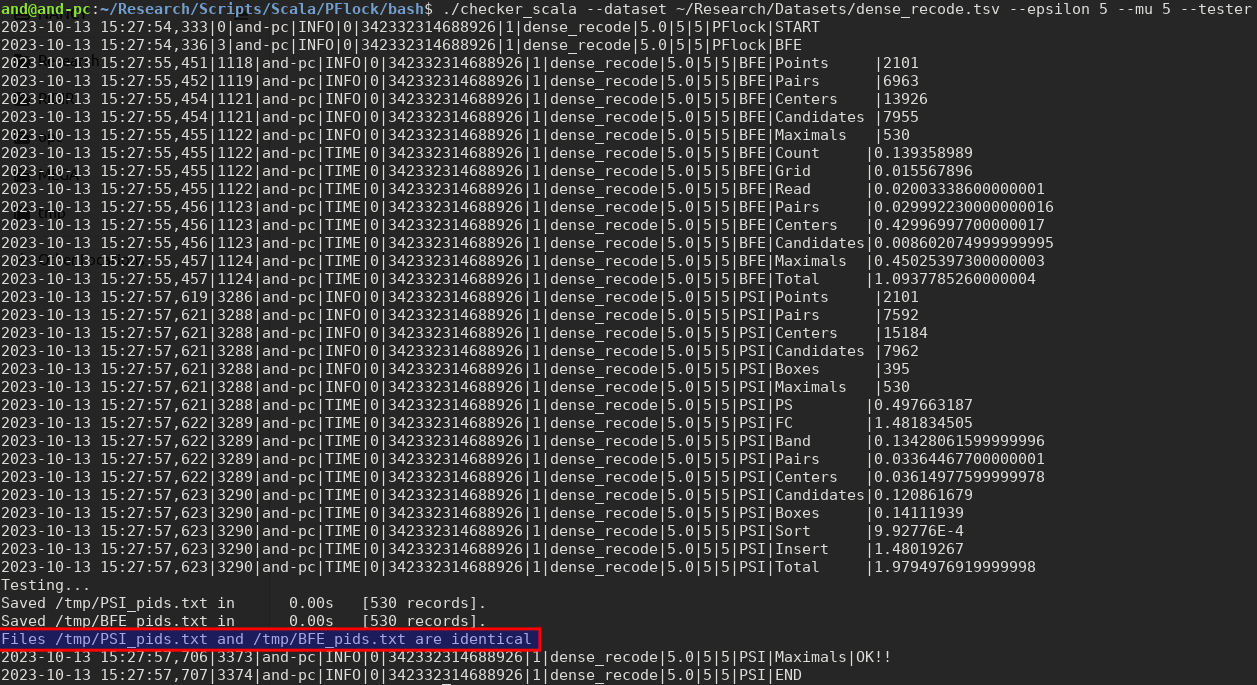 and@and-pc:~/Research/Scripts/Scala/PFlock/bash$ ./checker_scala --dataset ~/Research/Datasets/dense_recode.tsv --epsilon 5 --mu 5 --tester
2023-10-13 15:27:54,333|0|and-pc|INFO|0|342332314688926|1|dense_recode|5.0|5|5|PFlock|START
2023-10-13 15:27:54,336|3|and-pc|INFO|0|342332314688926|1|dense_recode|5.0|5|5|PFlock|BFE
2023-10-13 15:27:55,451|1118|and-pc|INFO|0|342332314688926|1|dense_recode|5.0|5|5|BFE|Points     |2101
2023-10-13 15:27:55,452|1119|and-pc|INFO|0|342332314688926|1|dense_recode|5.0|5|5|BFE|Pairs      |6963
2023-10-13 15:27:55,454|1121|and-pc|INFO|0|342332314688926|1|dense_recode|5.0|5|5|BFE|Centers    |13926
2023-10-13 15:27:55,454|1121|and-pc|INFO|0|342332314688926|1|dense_recode|5.0|5|5|BFE|Candidates |7955
2023-10-13 15:27:55,455|1122|and-pc|INFO|0|342332314688926|1|dense_recode|5.0|5|5|BFE|Maximals   |530
2023-10-13 15:27:55,455|1122|and-pc|TIME|0|342332314688926|1|dense_recode|5.0|5|5|BFE|Count     |0.139358989
2023-10-13 15:27:55,455|1122|and-pc|TIME|0|342332314688926|1|dense_recode|5.0|5|5|BFE|Grid      |0.015567896
2023-10-13 15:27:55,455|1122|and-pc|TIME|0|342332314688926|1|dense_recode|5.0|5|5|BFE|Read      |0.02003338600000001
2023-10-13 15:27:55,456|1123|and-pc|TIME|0|342332314688926|1|dense_recode|5.0|5|5|BFE|Pairs     |0.029992230000000016
2023-10-13 15:27:55,456|1123|and-pc|TIME|0|342332314688926|1|dense_recode|5.0|5|5|BFE|Centers   |0.42996997700000017
2023-10-13 15:27:55,456|1123|and-pc|TIME|0|342332314688926|1|dense_recode|5.0|5|5|BFE|Candidates|0.008602074999999995
2023-10-13 15:27:55,457|1124|and-pc|TIME|0|342332314688926|1|dense_recode|5.0|5|5|BFE|Maximals  |0.45025397300000003
2023-10-13 15:27:55,457|1124|and-pc|TIME|0|342332314688926|1|dense_recode|5.0|5|5|BFE|Total     |1.0937785260000004
2023-10-13 15:27:57,619|3286|and-pc|INFO|0|342332314688926|1|dense_recode|5.0|5|5|PSI|Points     |2101
2023-10-13 15:27:57,621|3288|and-pc|INFO|0|342332314688926|1|dense_recode|5.0|5|5|PSI|Pairs      |7592
2023-10-13 15:27:57,621|3288|and-pc|INFO|0|342332314688926|1|dense_recode|5.0|5|5|PSI|Centers    |15184
2023-10-13 15:27:57,621|3288|and-pc|INFO|0|342332314688926|1|dense_recode|5.0|5|5|PSI|Candidates |7962
2023-10-13 15:27:57,621|3288|and-pc|INFO|0|342332314688926|1|dense_recode|5.0|5|5|PSI|Boxes      |395
2023-10-13 15:27:57,621|3288|and-pc|INFO|0|342332314688926|1|dense_recode|5.0|5|5|PSI|Maximals   |530
2023-10-13 15:27:57,621|3288|and-pc|TIME|0|342332314688926|1|dense_recode|5.0|5|5|PSI|PS        |0.497663187
2023-10-13 15:27:57,622|3289|and-pc|TIME|0|342332314688926|1|dense_recode|5.0|5|5|PSI|FC        |1.481834505
2023-10-13 15:27:57,622|3289|and-pc|TIME|0|342332314688926|1|dense_recode|5.0|5|5|PSI|Band      |0.13428061599999996
2023-10-13 15:27:57,622|3289|and-pc|TIME|0|342332314688926|1|dense_recode|5.0|5|5|PSI|Pairs     |0.03364467700000001
2023-10-13 15:27:57,622|3289|and-pc|TIME|0|342332314688926|1|dense_recode|5.0|5|5|PSI|Centers   |0.03614977599999978
2023-10-13 15:27:57,623|3290|and-pc|TIME|0|342332314688926|1|dense_recode|5.0|5|5|PSI|Candidates|0.120861679
2023-10-13 15:27:57,623|3290|and-pc|TIME|0|342332314688926|1|dense_recode|5.0|5|5|PSI|Boxes     |0.14111939
2023-10-13 15:27:57,623|3290|and-pc|TIME|0|342332314688926|1|dense_recode|5.0|5|5|PSI|Sort      |9.92776E-4
2023-10-13 15:27:57,623|3290|and-pc|TIME|0|342332314688926|1|dense_recode|5.0|5|5|PSI|Insert    |1.48019267
2023-10-13 15:27:57,623|3290|and-pc|TIME|0|342332314688926|1|dense_recode|5.0|5|5|PSI|Total     |1.9794976919999998
Testing...
Saved /tmp/PSI_pids.txt in      0.00s   [530 records].
Saved /tmp/BFE_pids.txt in      0.00s   [530 records].
Files /tmp/PSI_pids.txt and /tmp/BFE_pids.txt are identical
2023-10-13 15:27:57,706|3373|and-pc|INFO|0|342332314688926|1|dense_recode|5.0|5|5|PSI|Maximals|OK!!
2023-10-13 15:27:57,707|3374|and-pc|INFO|0|342332314688926|1|dense_recode|5.0|5|5|PSI|END